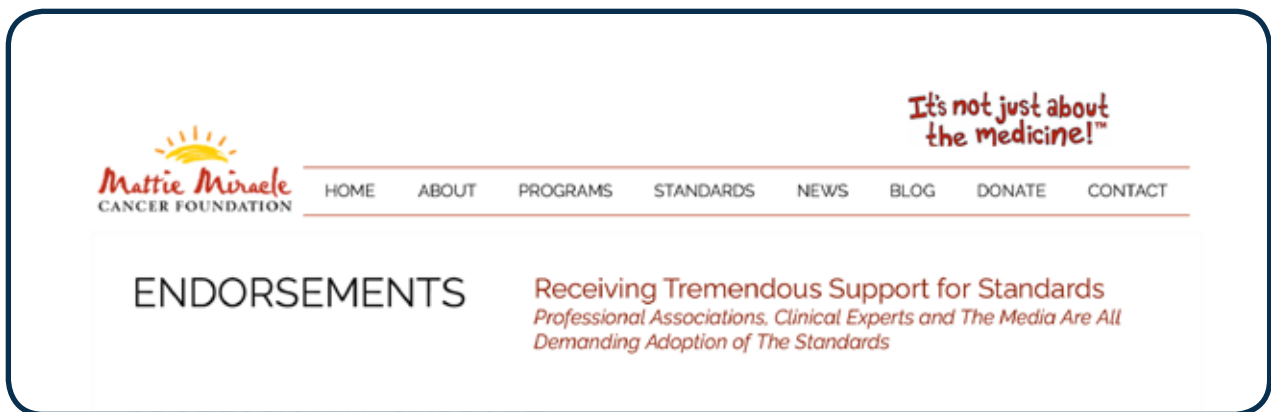 It's not just about
the medicine!™
Mattie Miracle
CANCER FOUNDATION
HOME ABOUT PROGRAMS STANDARDS NEWS BLOG DONATE CONTACT
ENDORSEMENTS
Receiving Tremendous Support for Standards
Professional Associations, Clinical Experts and The Media Are All
Demanding Adoption of The Standards